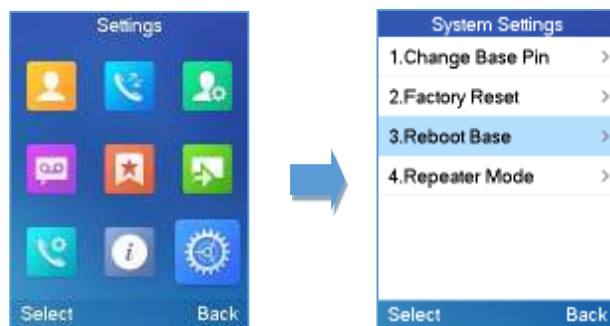 Settings
Select Back
System Settings
1.Change Base Pin
2.Factory Reset
3.Reboot Base
4.Repeater Mode
Select Back